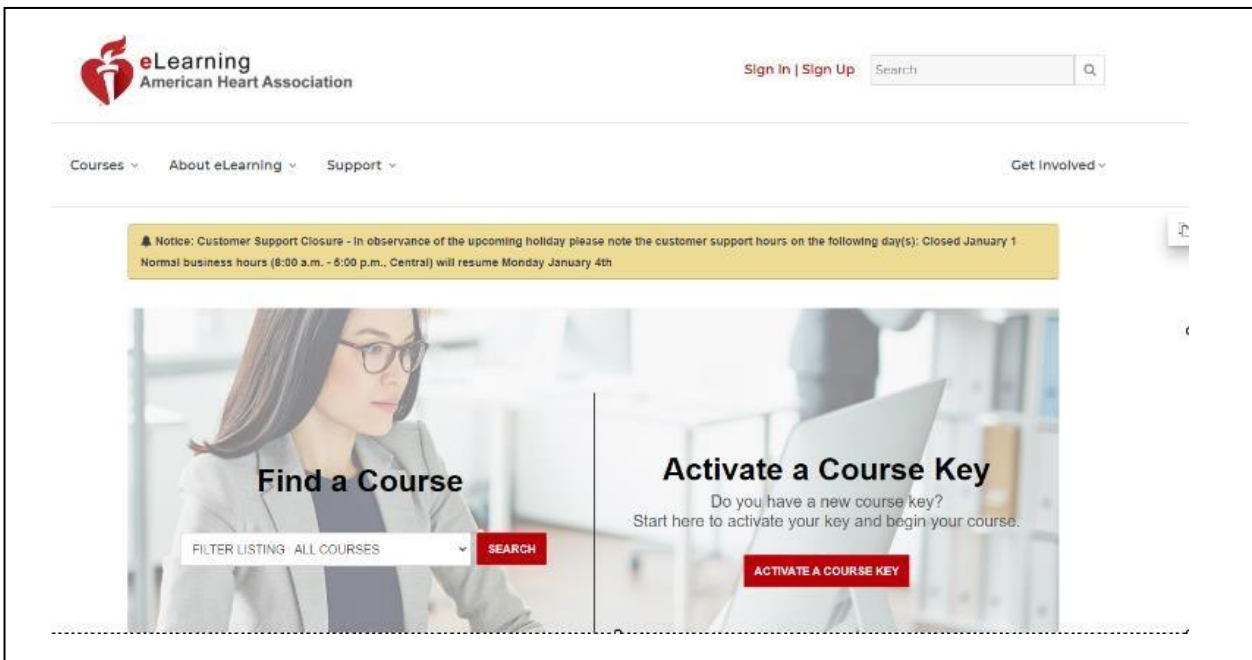 eLearning
American Heart Association
Sign In | Sign Up
Search
Courses
About eLearning
Support
Get Involved
Notice: Customer Support Closure - In observance of the upcoming holiday please note the customer support hours on the following day(s): Closed January 1
Normal business hours (8:00 a.m. - 6:00 p.m., Central) will resume Monday January 4th
Find a Course
FILTER LISTING : ALL COURSES
SEARCH
Activate a Course Key
Do you have a new course key?
Start here to activate your key and begin your course.
ACTIVATE A COURSE KEY